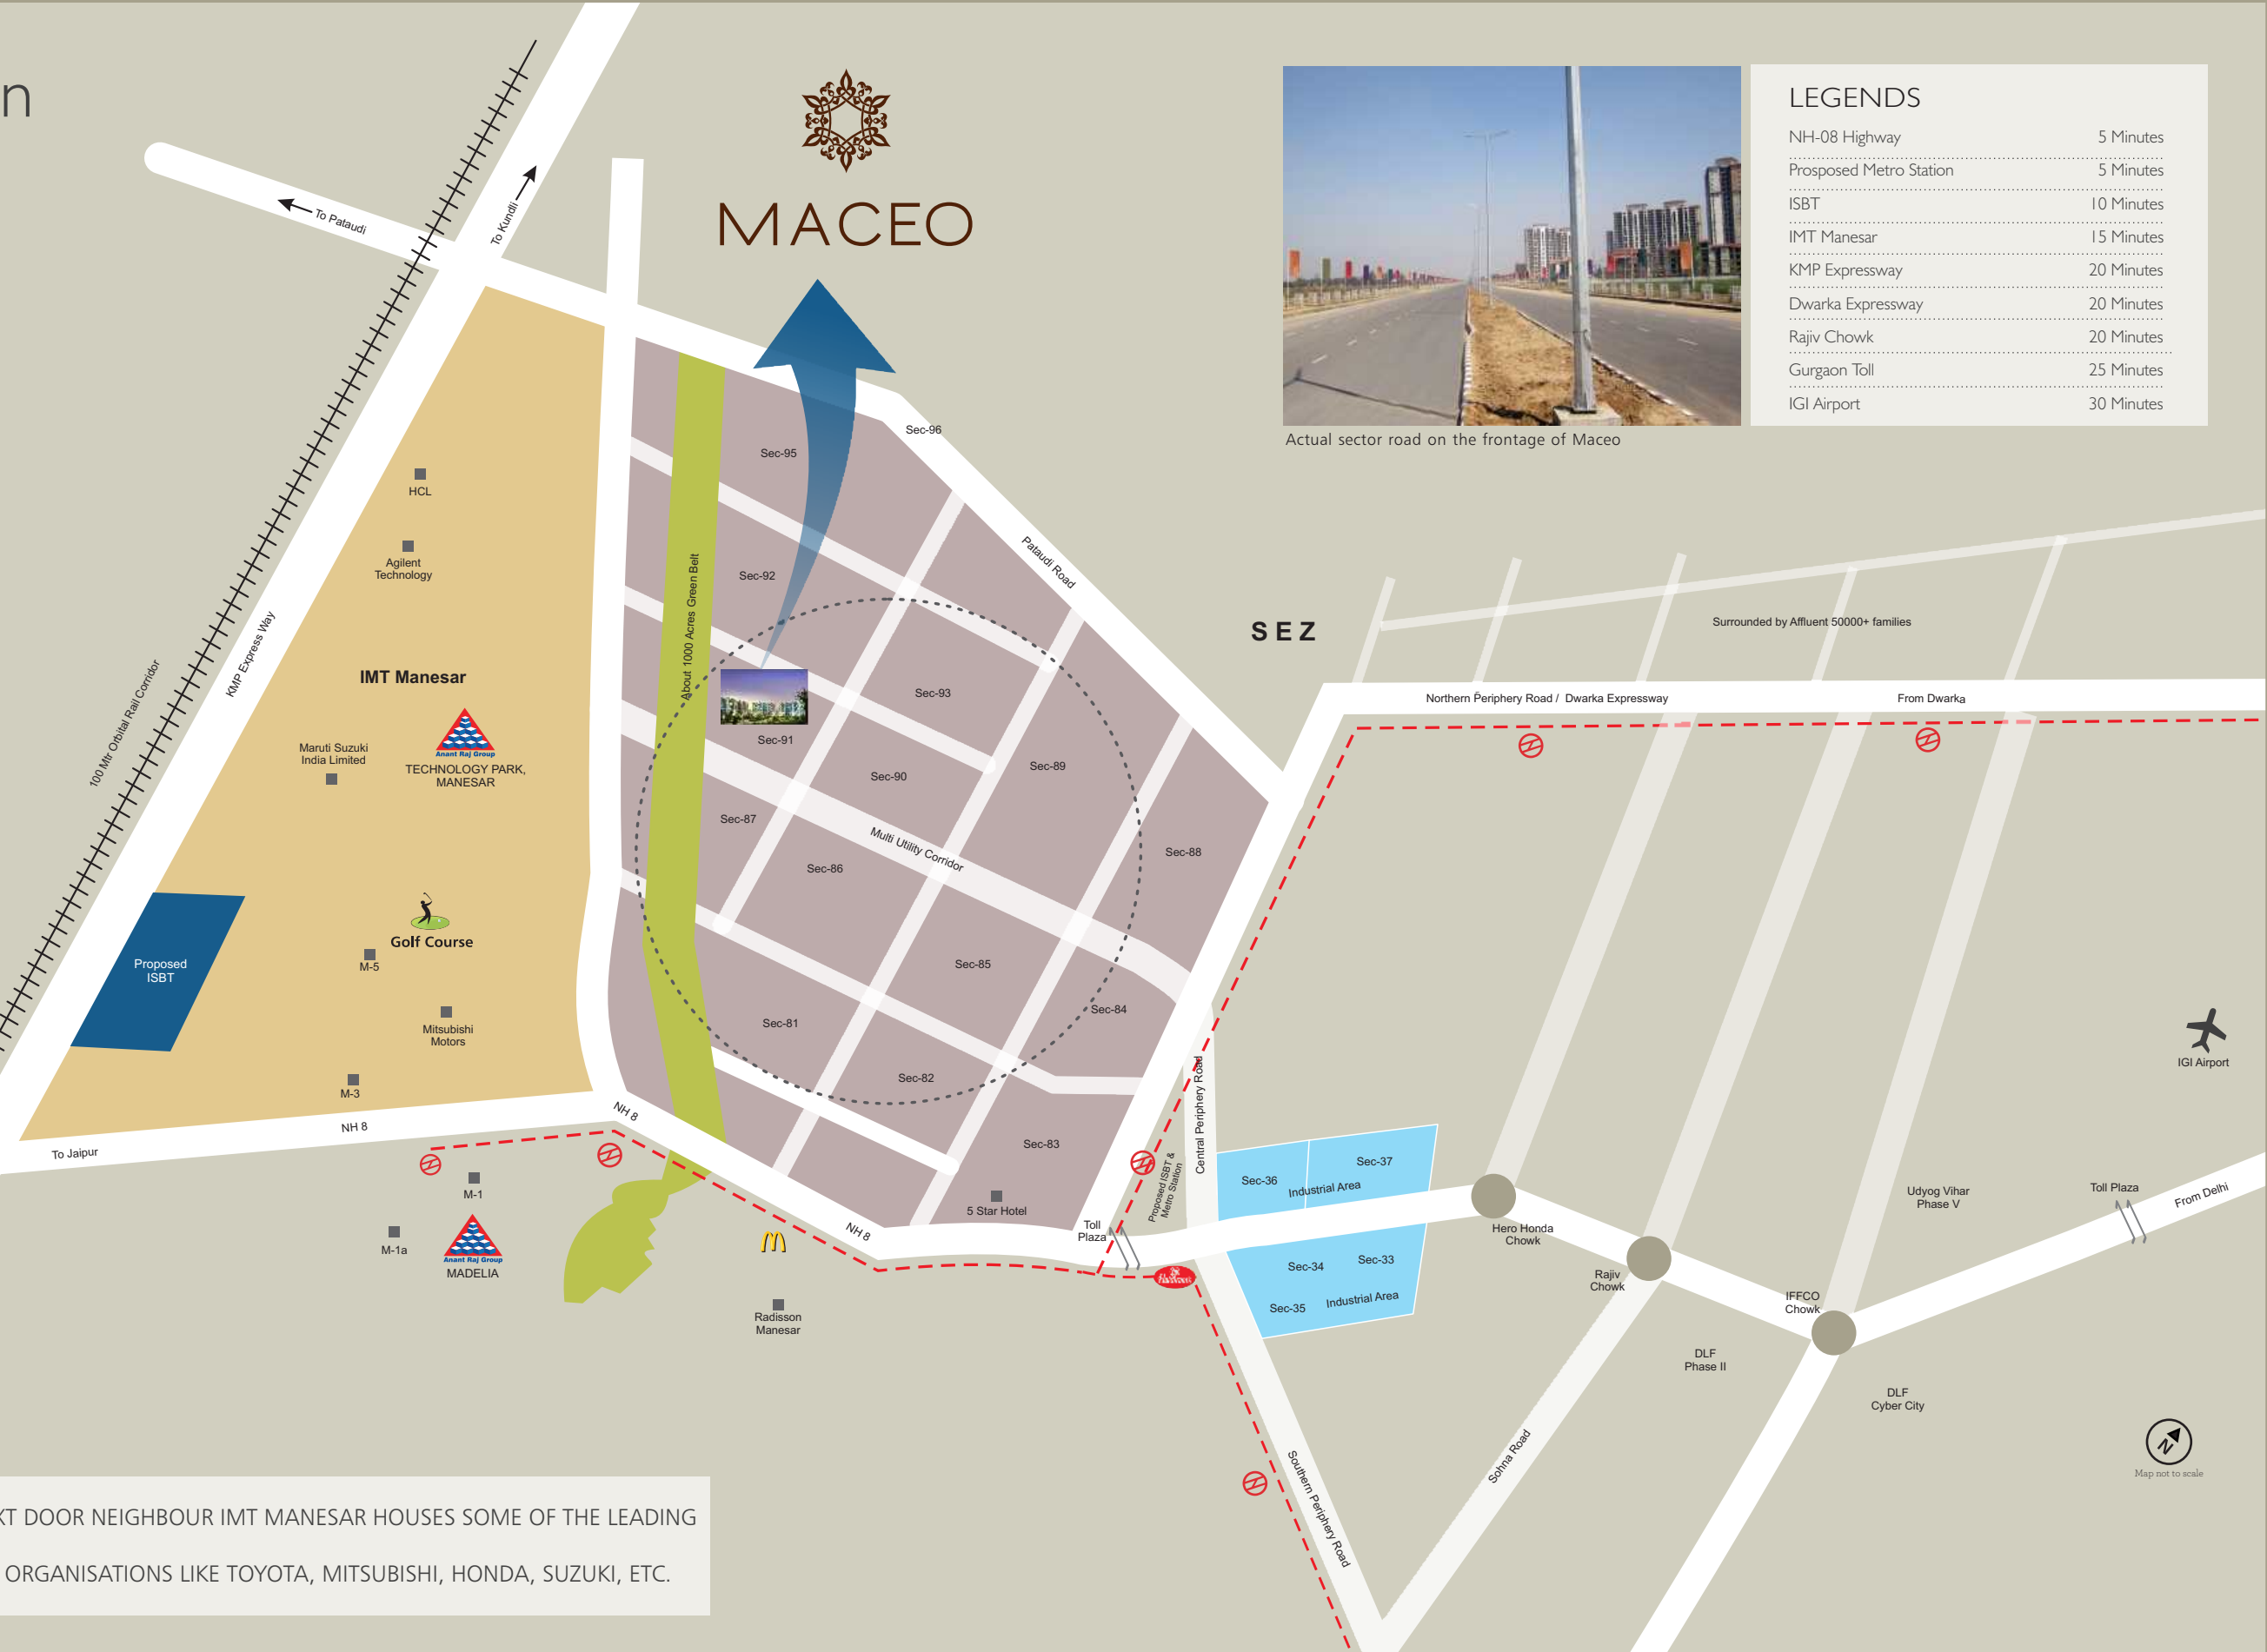 n
MACEO
LEGENDS
NH-08 Highway 5 Minutes
Prosposed Metro Station 5 Minutes
ISBT 10 Minutes
IMT Manesar 15 Minutes
KMP Expressway 20 Minutes
Dwarka Expressway 20 Minutes
Rajiv Chowk 20 Minutes
Gurgaon Toll 25 Minutes
IGI Airport 30 Minutes
Actual sector road on the frontage of Maceo
To Pataudi
To Kundli
Sec-96
Sec-95
HCL
Agilent
Technology
Sec-92
About 1000 Acres Green Belt
Pataudi Road
SEZ
Surrounded by Affluent 50000+ families
KMP Express Way
100 Mtr Orbital Rail Corridor
IMT Manesar
Sec-93
Northern Periphery Road / Dwarka Expressway
From Dwarka
Maruti Suzuki
India Limited
Anant Raj Group
TECHNOLOGY PARK,
MANESAR
Sec-91
Sec-90
Sec-89
Sec-87
Multi Utility Corridor
Sec-88
Sec-86
Golf Course
M-5
Proposed
ISBT
Sec-85
Sec-84
Sec-81
Mitsubishi
Motors
Sec-82
M-3
Central Periphery Road
IGI Airport
NH 8
NH 8
To Jaipur
Sec-83
Proposed ISBT &
Metro Station
Sec-36
Sec-37
Industrial Area
M-1
5 Star Hotel
Udyog Vihar
Phase V
Toll Plaza
From Delhi
M-1a
Anant Raj Group
MADELIA
NH 8
Toll
Plaza
Hero Honda
Chowk
Sec-34
Sec-33
Rajiv
Chowk
Sec-35
Industrial Area
IFFCO
Chowk
Radisson
Manesar
DLF
Phase II
DLF
Cyber City
Southern Periphery Road
Sohna Road
N
Map not to scale
XT DOOR NEIGHBOUR IMT MANESAR HOUSES SOME OF THE LEADING
ORGANISATIONS LIKE TOYOTA, MITSUBISHI, HONDA, SUZUKI, ETC.